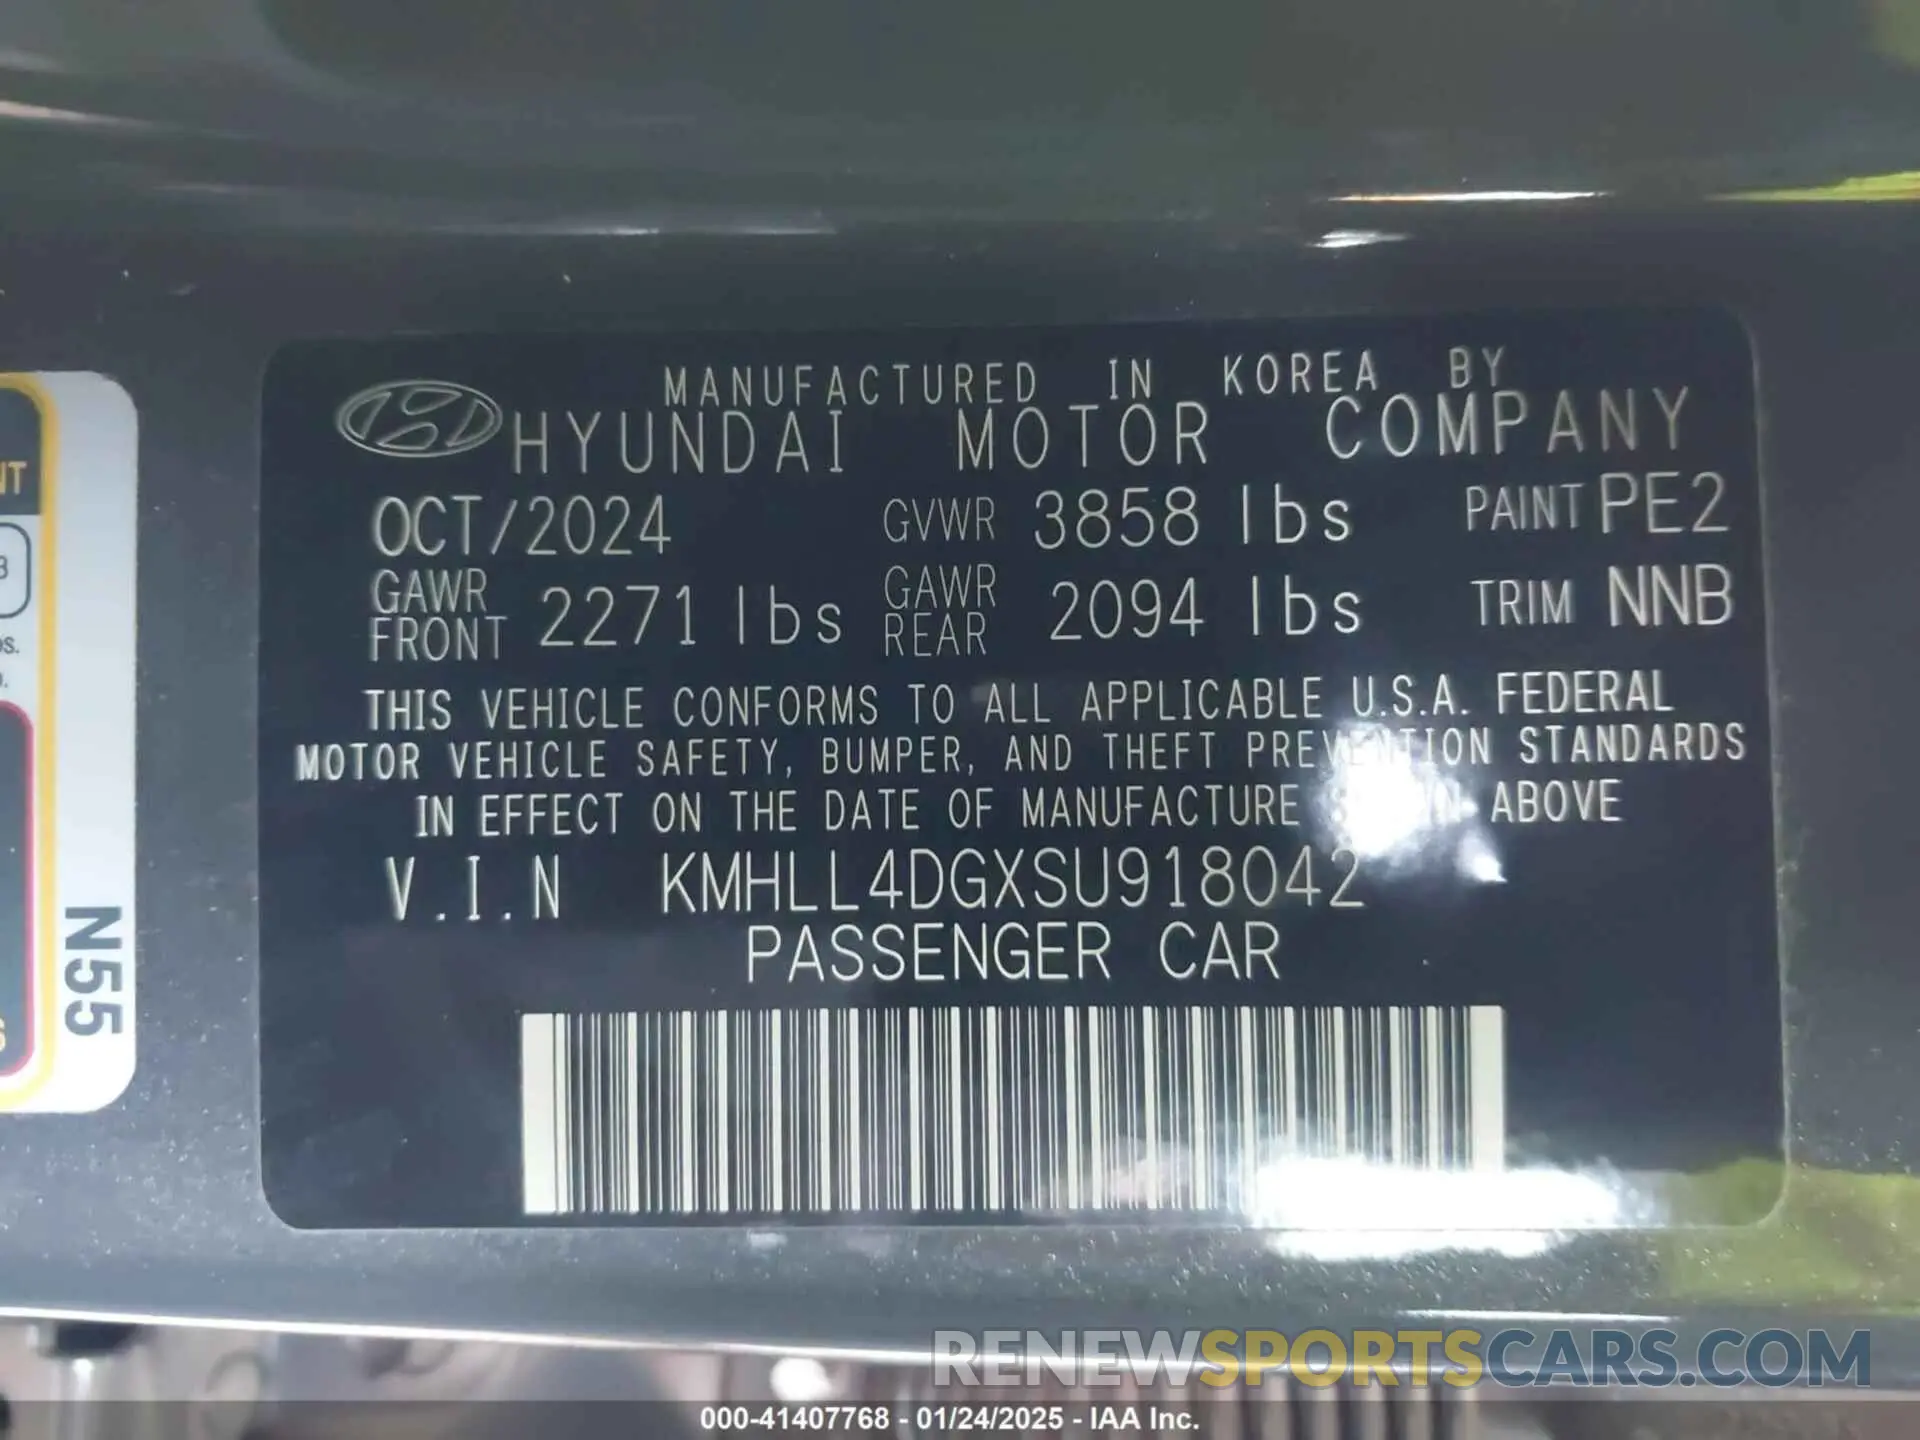 MANUFACTURED IN KOREA BY
HYUNDAI MOTOR COMPANY
OCT/2024 GVWR 3858 lbs PAINT PE2
GAWR FRONT 2271 lbs GAWR REAR 2094 lbs TRIM NNB
THIS VEHICLE CONFORMS TO ALL APPLICABLE U.S.A. FEDERAL
MOTOR VEHICLE SAFETY, BUMPER, AND THEFT PREVENTION STANDARDS
IN EFFECT ON THE DATE OF MANUFACTURE SHOWN ABOVE
V.I.N KMHLL4DGXSU918042
PASSENGER CAR
N55
RENEWSPORTSCARS.COM
000-41407768 - 01/24/2025 - IAA Inc.